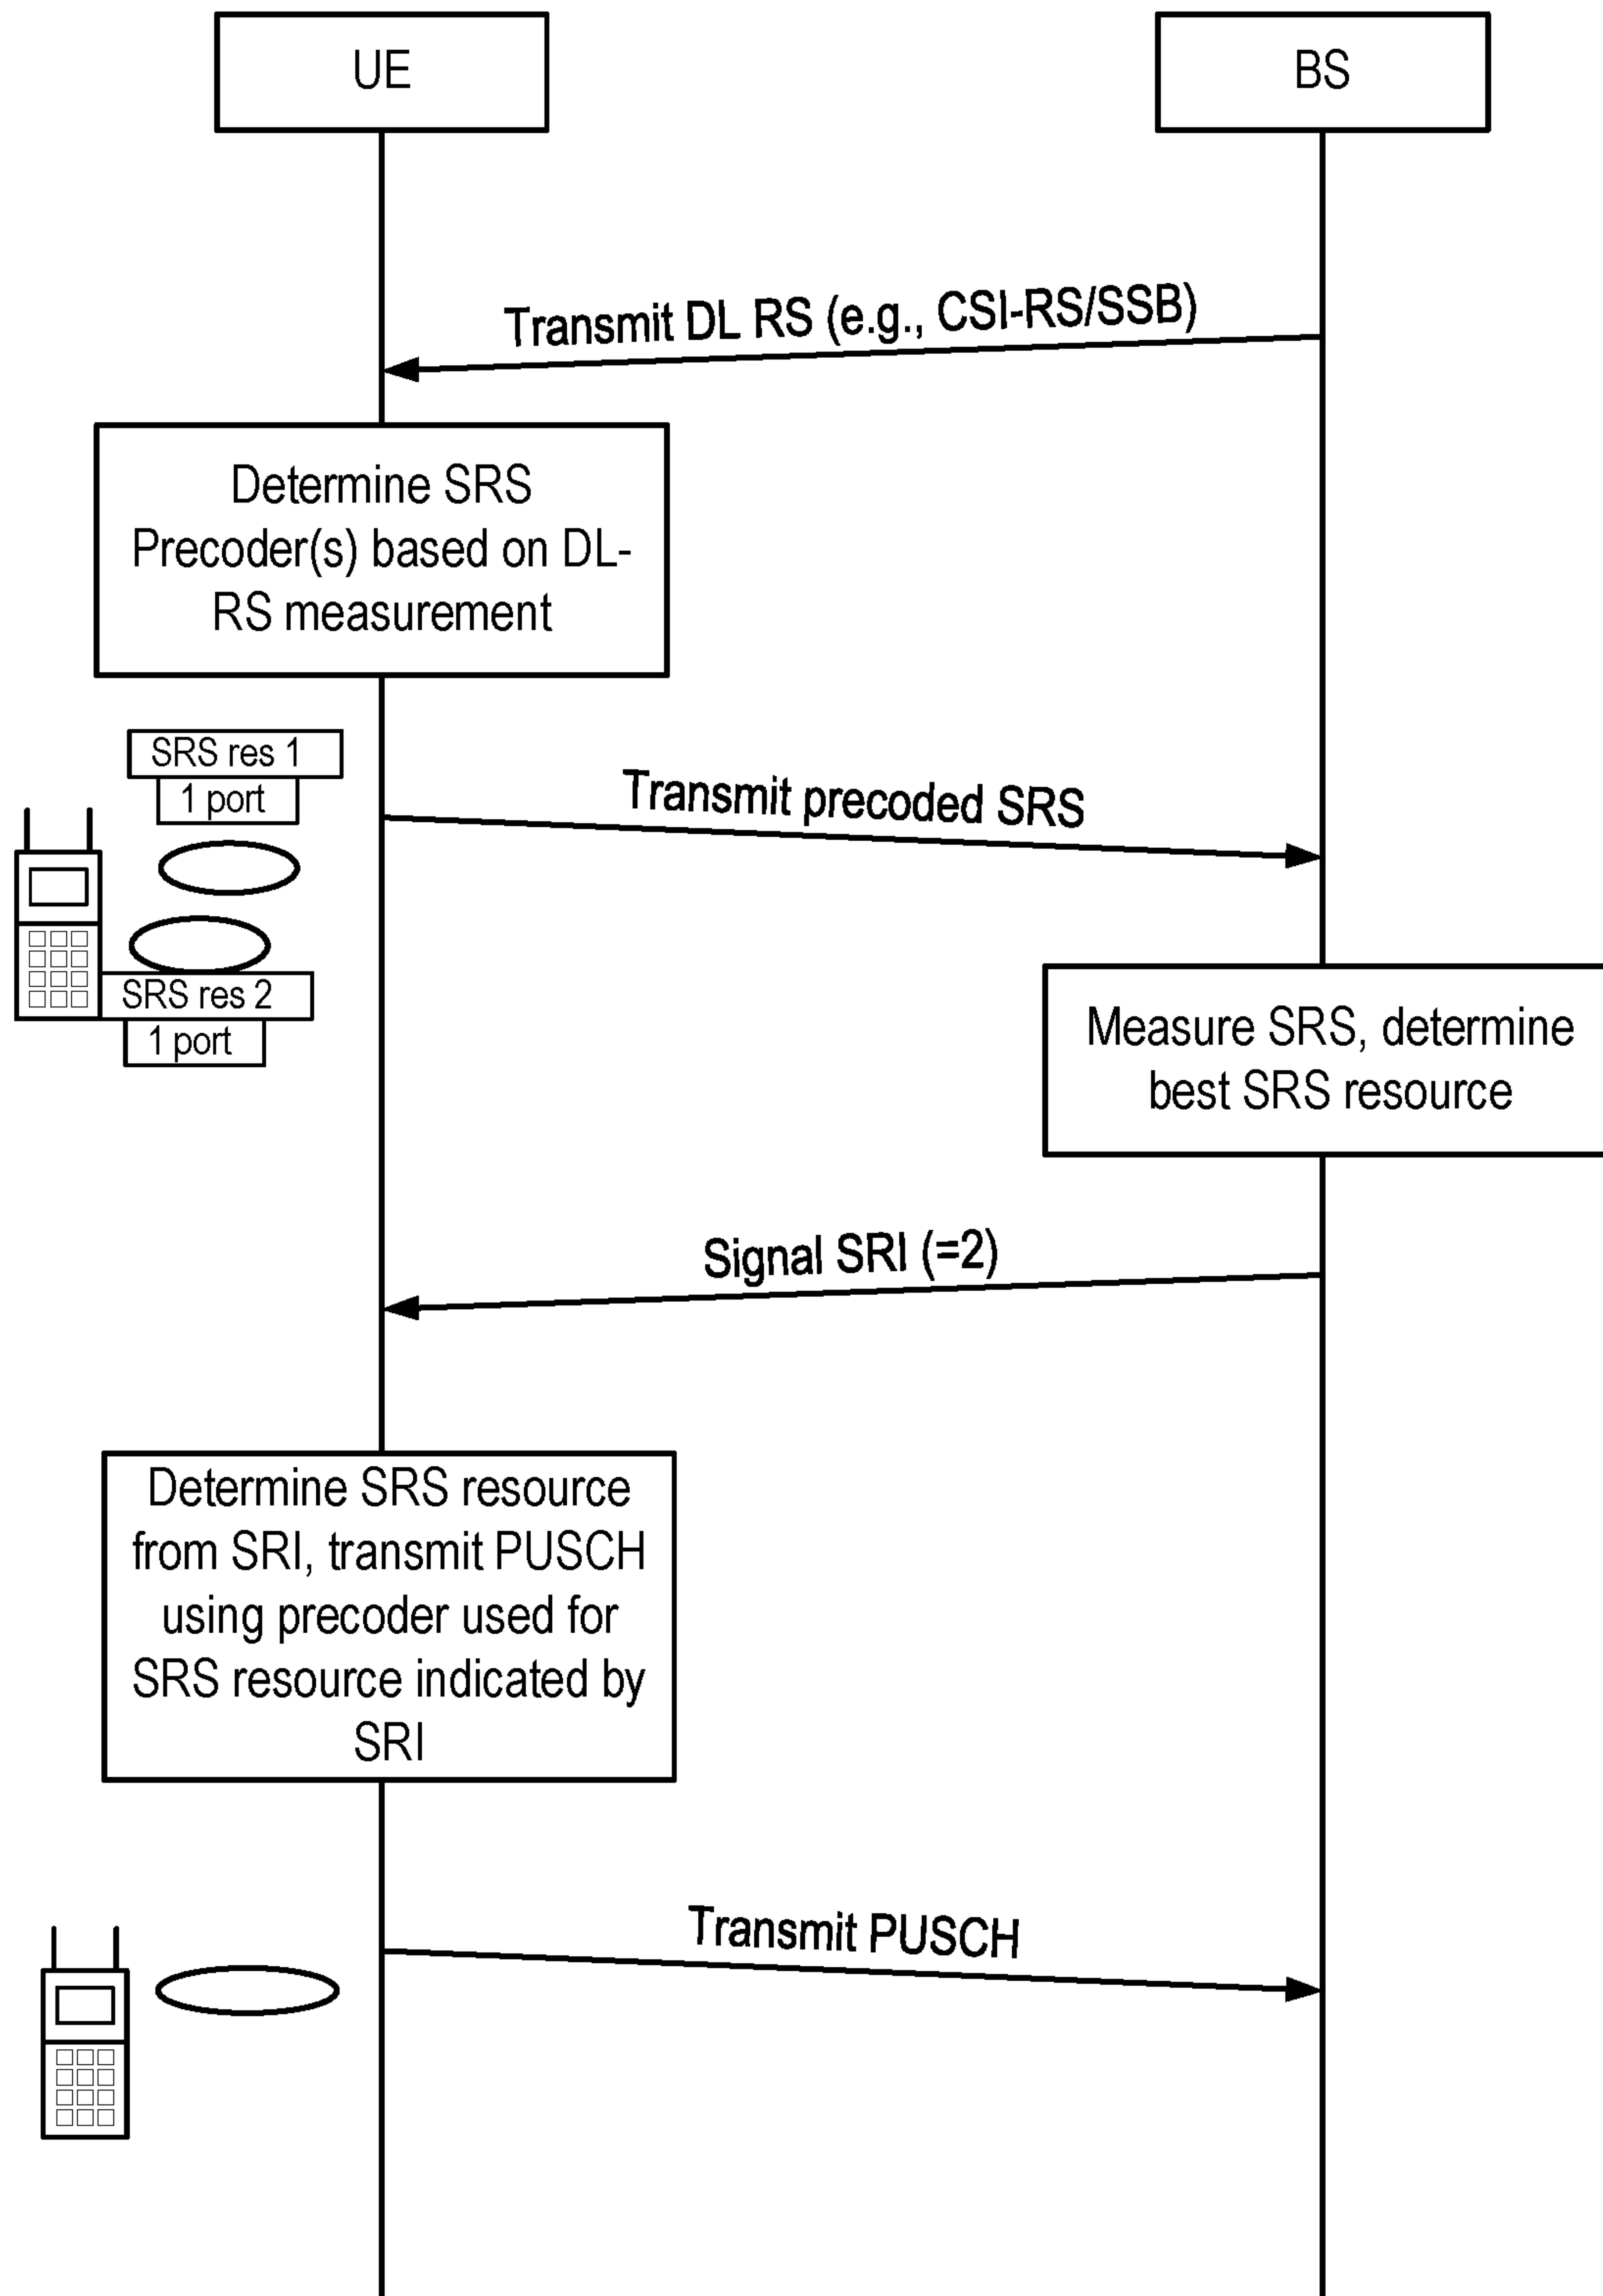 UE
BS
Transmit DL RS (e.g., CSI-RS/SSB)
Determine SRS
Precoder(s) based on DL-
RS measurement
SRS res 1
1 port
Transmit precoded SRS
SRS res 2
1 port
Measure SRS, determine
best SRS resource
Signal SRI (=2)
Determine SRS resource
from SRI, transmit PUSCH
using precoder used for
SRS resource indicated by
SRI
Transmit PUSCH